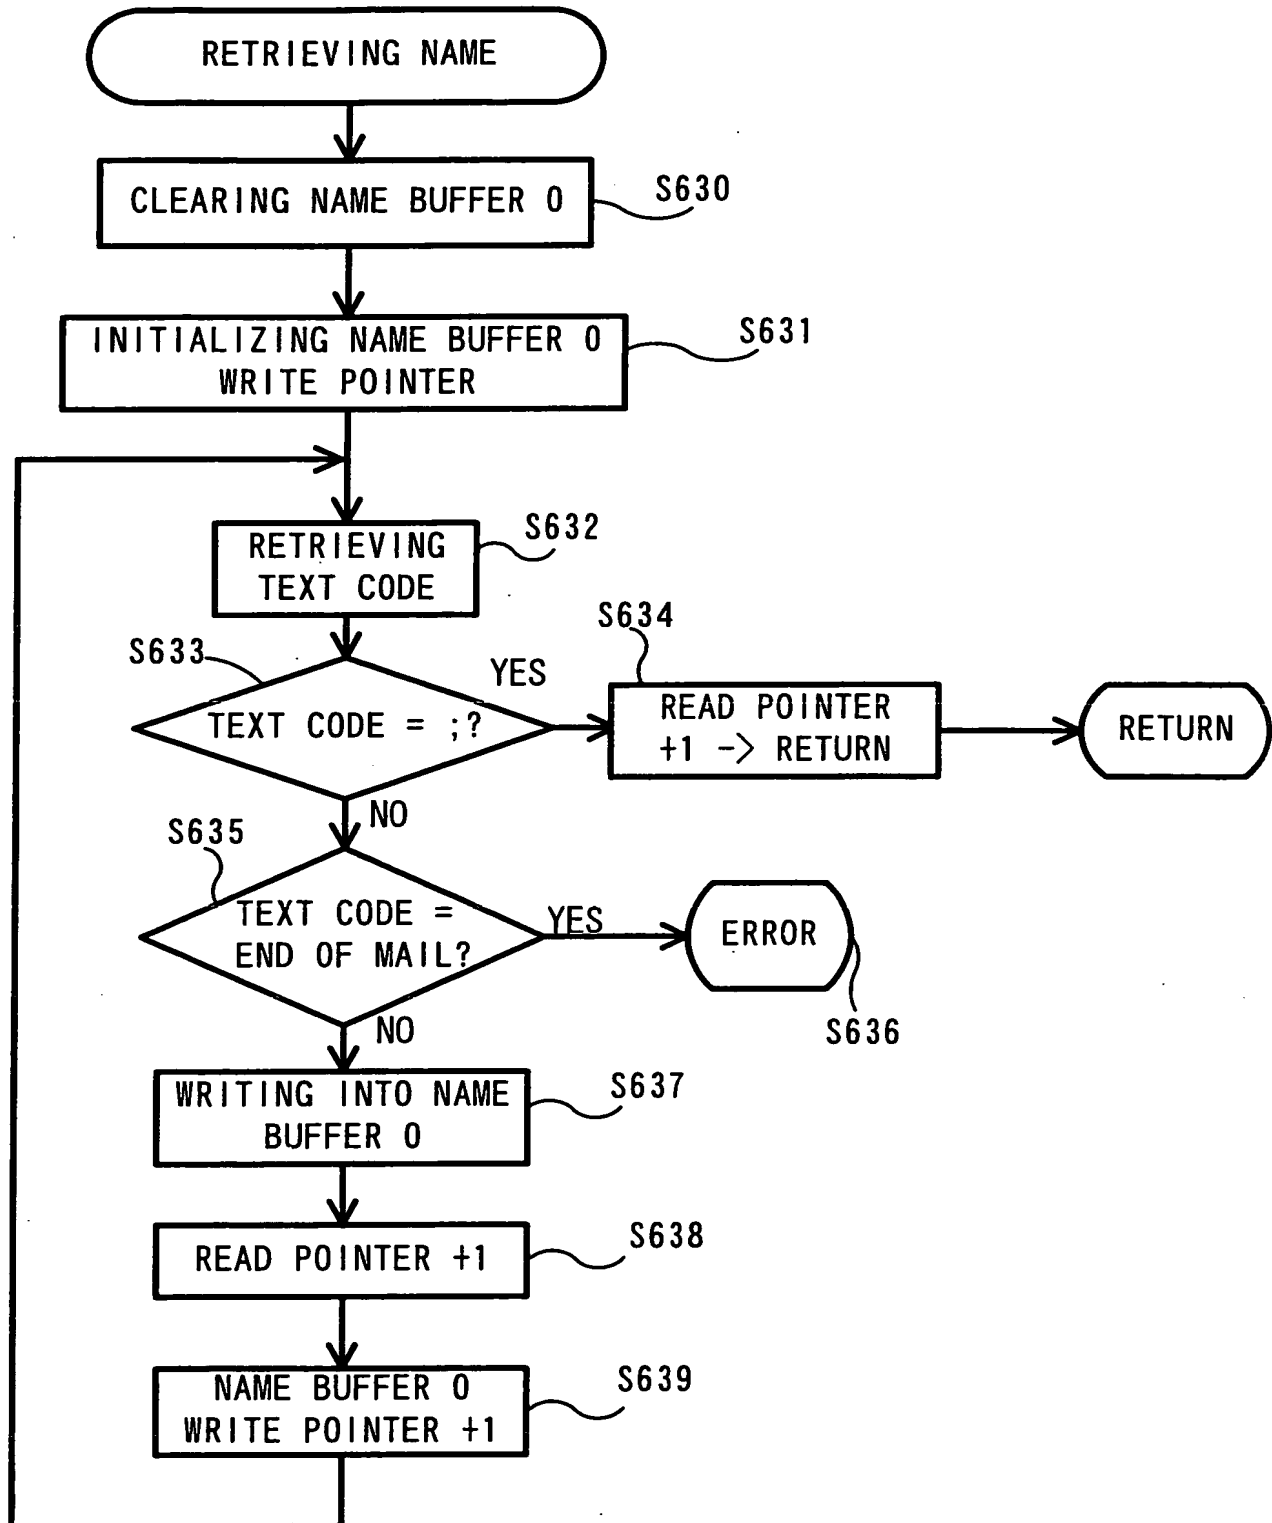 RETRIEVING NAME
CLEARING NAME BUFFER 0
S630
INITIALIZING NAME BUFFER 0
WRITE POINTER
S631
RETRIEVING
TEXT CODE
S632
S633
TEXT CODE = ;?
YES
S634
READ POINTER
+1 -> RETURN
RETURN
NO
S635
TEXT CODE =
END OF MAIL?
YES
ERROR
S636
NO
WRITING INTO NAME
BUFFER 0
S637
READ POINTER +1
S638
NAME BUFFER 0
WRITE POINTER +1
S639